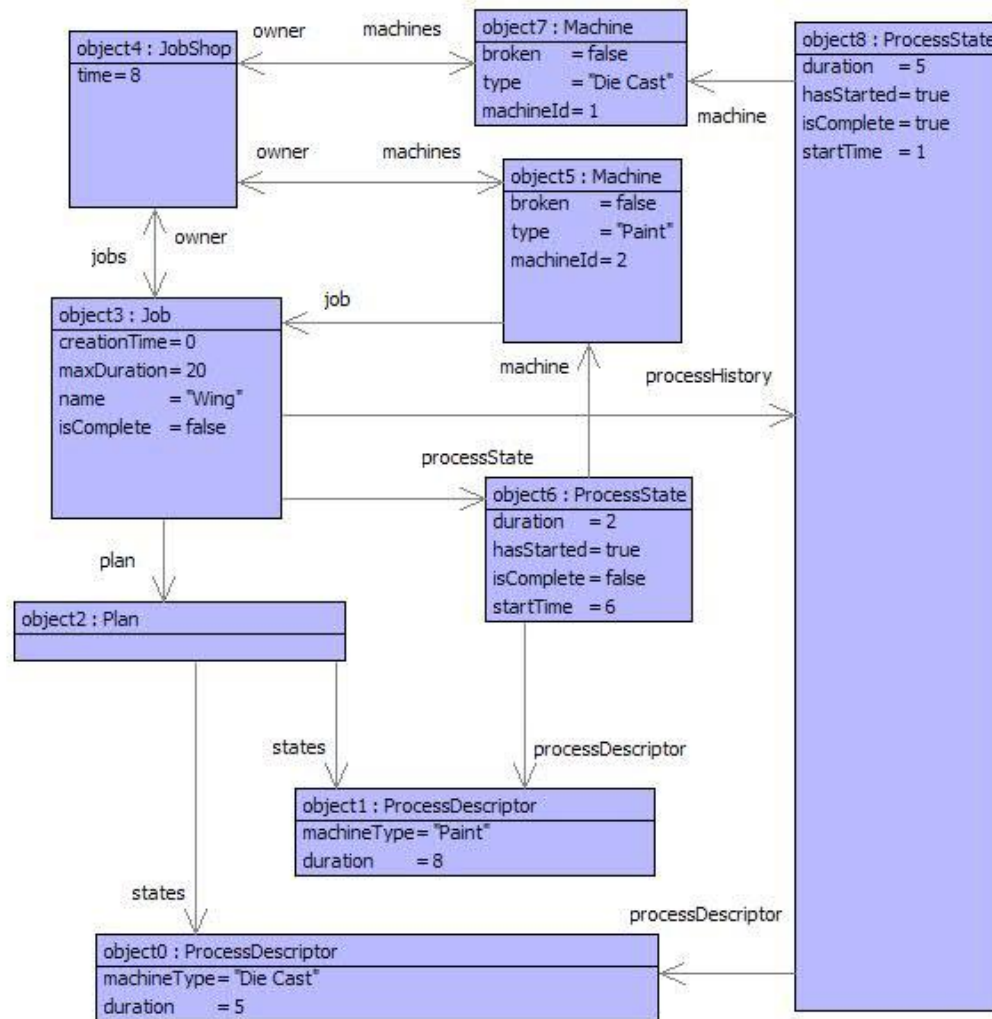 object4 : JobShop
time = 8
owner
machines
object7 : Machine
broken = false
type = "Die Cast"
machineId = 1
object8 : ProcessState
duration = 5
hasStarted = true
isComplete = true
startTime = 1
machine
owner
machines
object5 : Machine
broken = false
type = "Paint"
machineId = 2
owner
jobs
object3 : Job
creationTime = 0
maxDuration = 20
name = "Wing"
isComplete = false
job
machine
processHistory
processState
object6 : ProcessState
duration = 2
hasStarted = true
isComplete = false
startTime = 6
plan
object2 : Plan
states
processDescriptor
object1 : ProcessDescriptor
machineType = "Paint"
duration = 8
states
processDescriptor
object0 : ProcessDescriptor
machineType = "Die Cast"
duration = 5